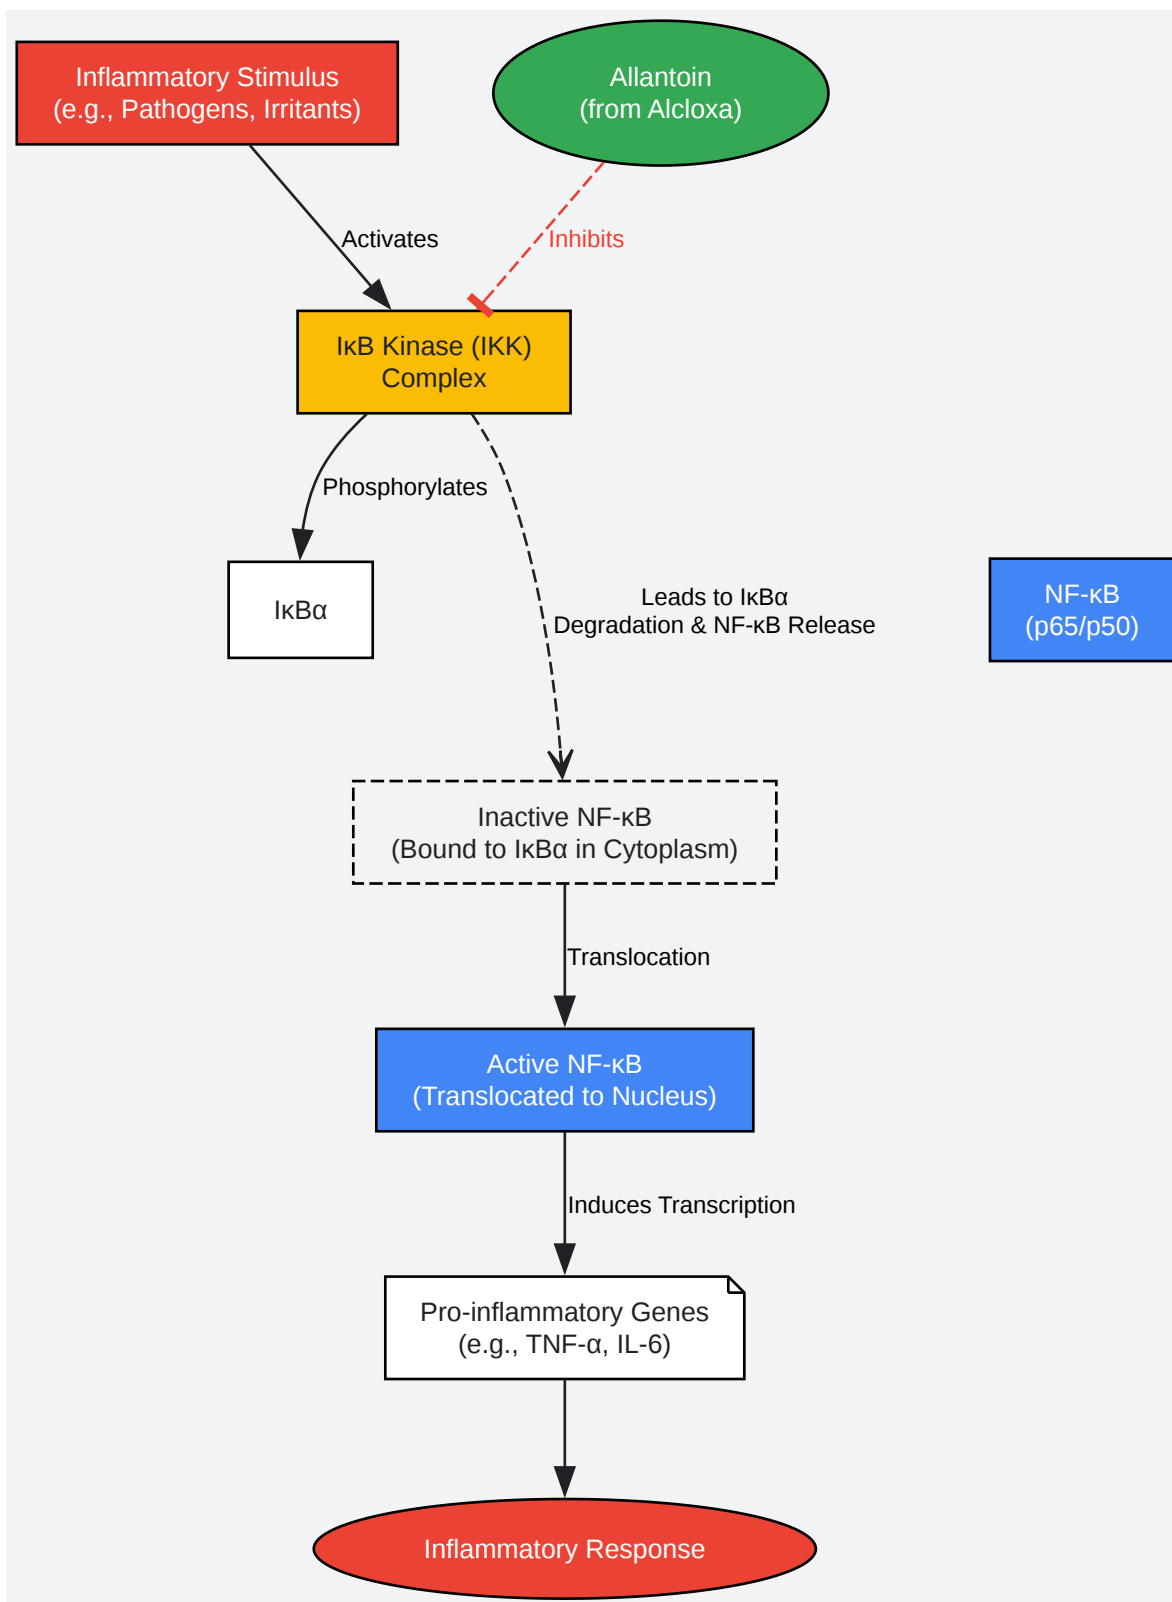 Inflammatory Stimulus
(e.g., Pathogens, Irritants)
Allantoin
(from Alcloxa)
Activates
Inhibits
IκB Kinase (IKK)
Complex
Phosphorylates
IκBα
Leads to IκBα
Degradation & NF-κB Release
NF-κB
(p65/p50)
Inactive NF-κB
(Bound to IκBα in Cytoplasm)
Translocation
Active NF-κB
(Translocated to Nucleus)
Induces Transcription
Pro-inflammatory Genes
(e.g., TNF-α, IL-6)
Inflammatory Response